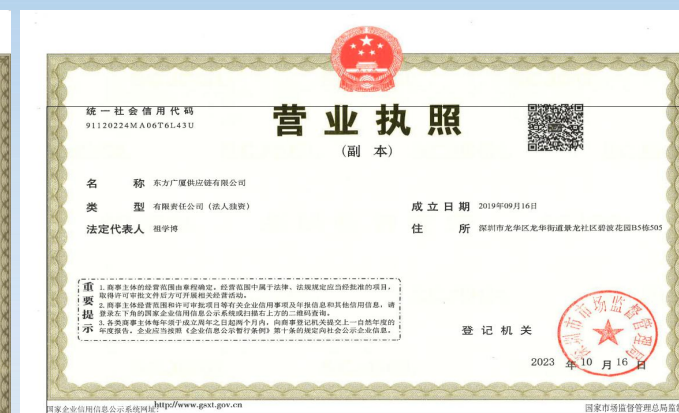 统一社会信用代码
91120224MA06T6L43U
营业执照
(副 本)
名 称 东方广厦供应链有限公司
类 型 有限责任公司（法人独资）
法定代表人 祖学博
成立日期 2019年09月16日
住 所 深圳市龙华区龙华街道景龙社区碧波花园B5栋505
重要提示
1.商事主体的经营范围由章程确定。经营范围中属于法律、法规规定应当经批准的项目，
取得许可审批文件后方可开展相关经营活动。
2.商事主体经营范围和许可审批项目等有关企业信用事项及年报信息和其他信用信息，请
登录左下角的国家企业信用信息公示系统或扫描右上方的二维码查询。
3.各类商事主体每年须于成立周年之日起两个月内，向商事登记机关提交上一自然年度的
年度报告。企业应当按照《企业信息公示暂行条例》第十条的规定向社会公示企业信息。
登记机关
深圳市市场监督管理局
2023 年 10 月 16 日
国家企业信用信息公示系统网址：http://www.gsxt.gov.cn
国家市场监督管理总局监